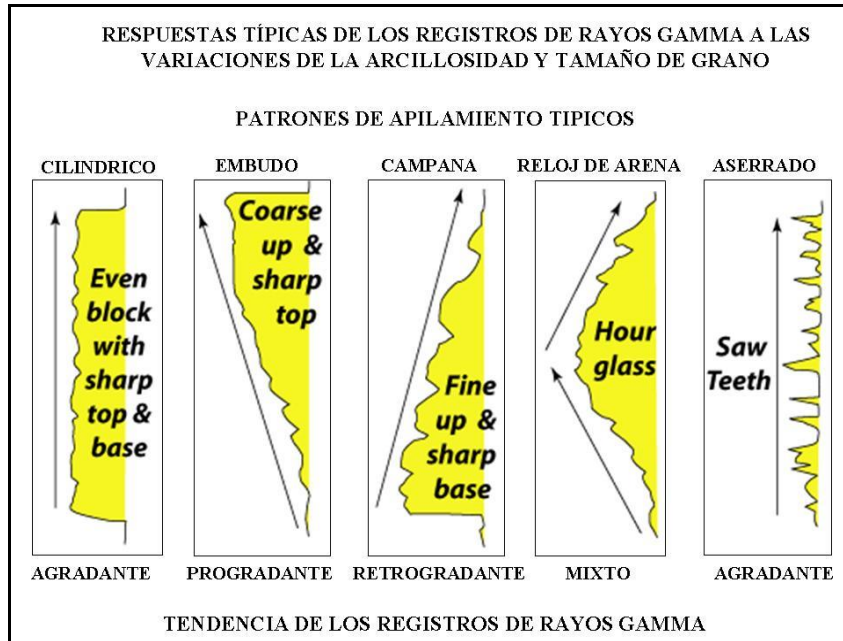 RESPUESTAS TÍPICAS DE LOS REGISTROS DE RAYOS GAMMA A LAS
VARIACIONES DE LA ARCILLOSIDAD Y TAMAÑO DE GRANO
PATRONES DE APILAMIENTO TIPICOS
CILINDRICO
EMBUDO
CAMPANA
RELOJ DE ARENA
ASERRADO
Even
block
with
sharp
top &
base
Coarse
up &
sharp
top
Fine
up &
sharp
base
Hour
glass
Saw
Teeth
AGRADANTE
PROGRADANTE
RETROGRADANTE
MIXTO
AGRADANTE
TENDENCIA DE LOS REGISTROS DE RAYOS GAMMA